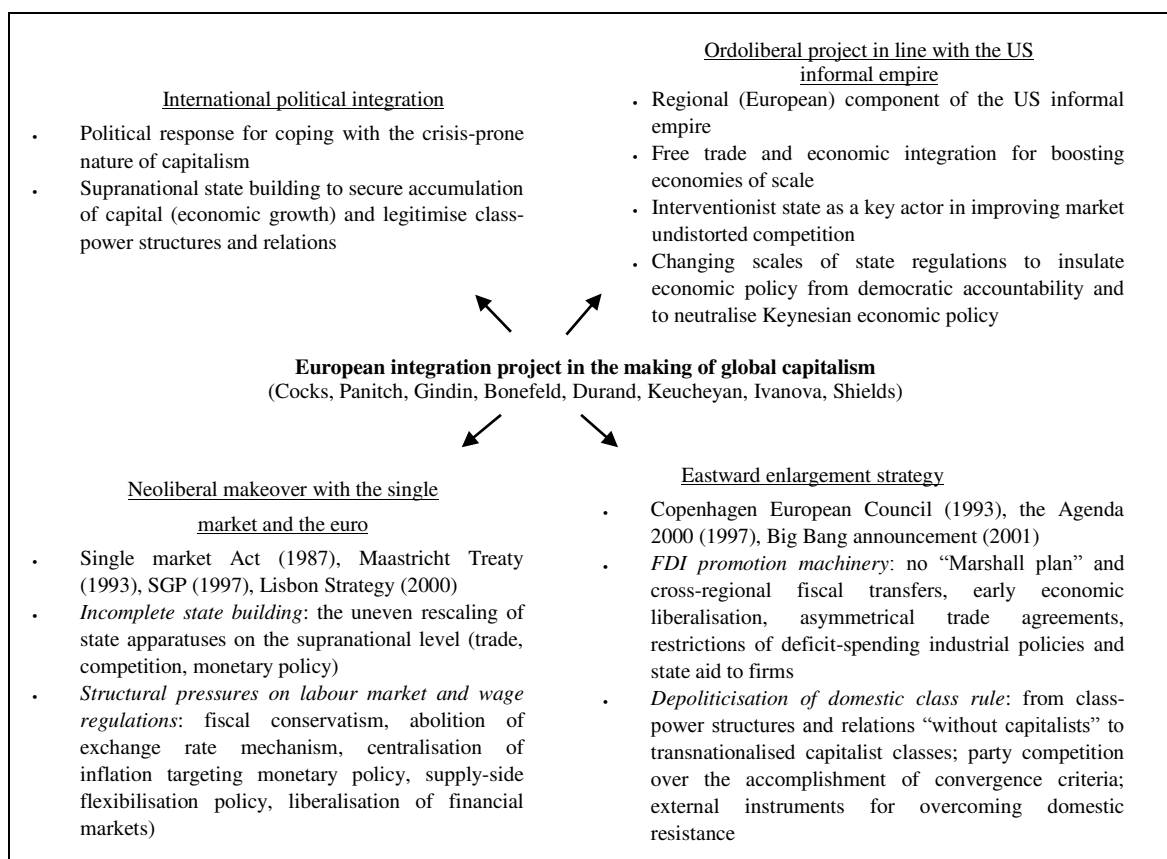 International political integration
• Political response for coping with the crisis-prone
nature of capitalism
• Supranational state building to secure accumulation
of capital (economic growth) and legitimise class-
power structures and relations
Ordoliberal project in line with the US
informal empire
• Regional (European) component of the US informal
empire
• Free trade and economic integration for boosting
economies of scale
• Interventionist state as a key actor in improving market
undistorted competition
• Changing scales of state regulations to insulate
economic policy from democratic accountability and
to neutralise Keynesian economic policy
European integration project in the making of global capitalism
(Cocks, Panitch, Gindin, Bonefeld, Durand, Keucheyan, Ivanova, Shields)
Neoliberal makeover with the single
market and the euro
• Single market Act (1987), Maastricht Treaty
(1993), SGP (1997), Lisbon Strategy (2000)
• Incomplete state building: the uneven rescaling of
state apparatuses on the supranational level (trade,
competition, monetary policy)
• Structural pressures on labour market and wage
regulations: fiscal conservatism, abolition of
exchange rate mechanism, centralisation of
inflation targeting monetary policy, supply-side
flexibilisation policy, liberalisation of financial
markets)
Eastward enlargement strategy
• Copenhagen European Council (1993), the Agenda
2000 (1997), Big Bang announcement (2001)
• FDI promotion machinery: no “Marshall plan” and
cross-regional fiscal transfers, early economic
liberalisation, asymmetrical trade agreements,
restrictions of deficit-spending industrial policies and
state aid to firms
• Depoliticisation of domestic class rule: from class-
power structures and relations “without capitalists” to
transnationalised capitalist classes; party competition
over the accomplishment of convergence criteria;
external instruments for overcoming domestic
resistance